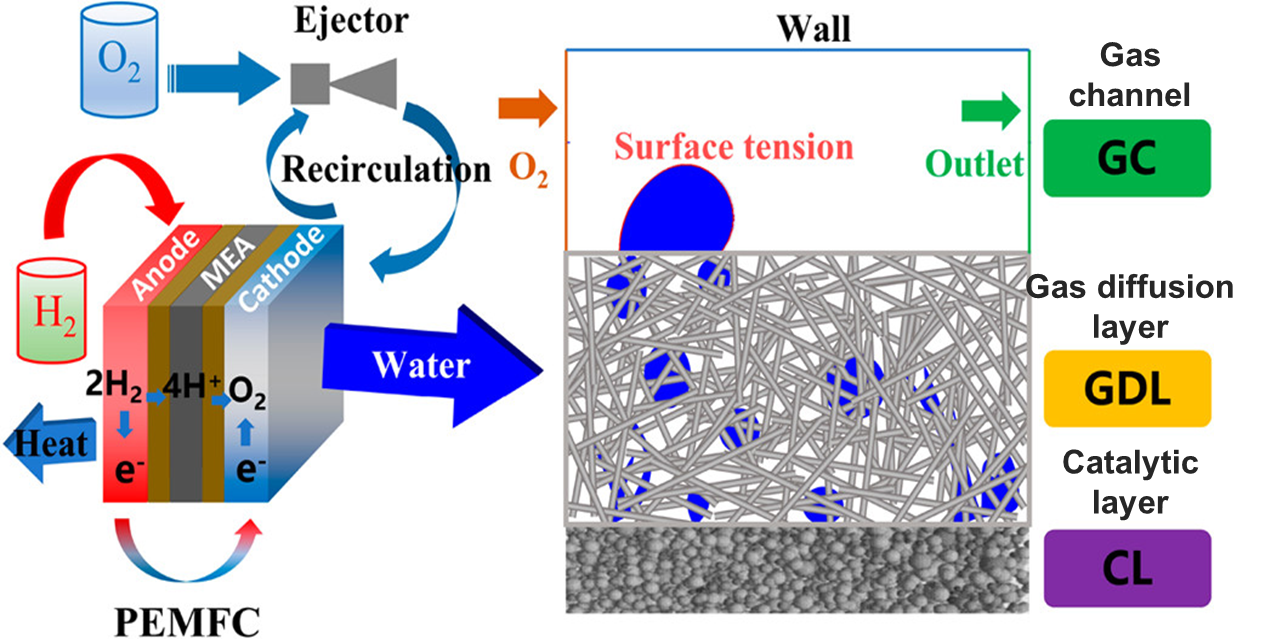 Ejector
O₂
Recirculation
H₂
Anode
MEA
Cathode
2H₂
4H⁺
O₂
e⁻
e⁻
Heat
Water
PEMFC
Wall
O₂
Surface tension
Outlet
Gas
channel
GC
Gas diffusion
layer
GDL
Catalytic
layer
CL